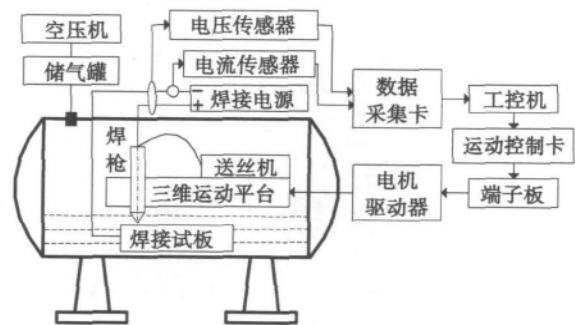 空压机
储气罐
电压传感器
电流传感器
焊接电源
数据
采集卡
工控机
运动控制卡
端子板
电机
驱动器
焊
枪
送丝机
三维运动平台
焊接试板